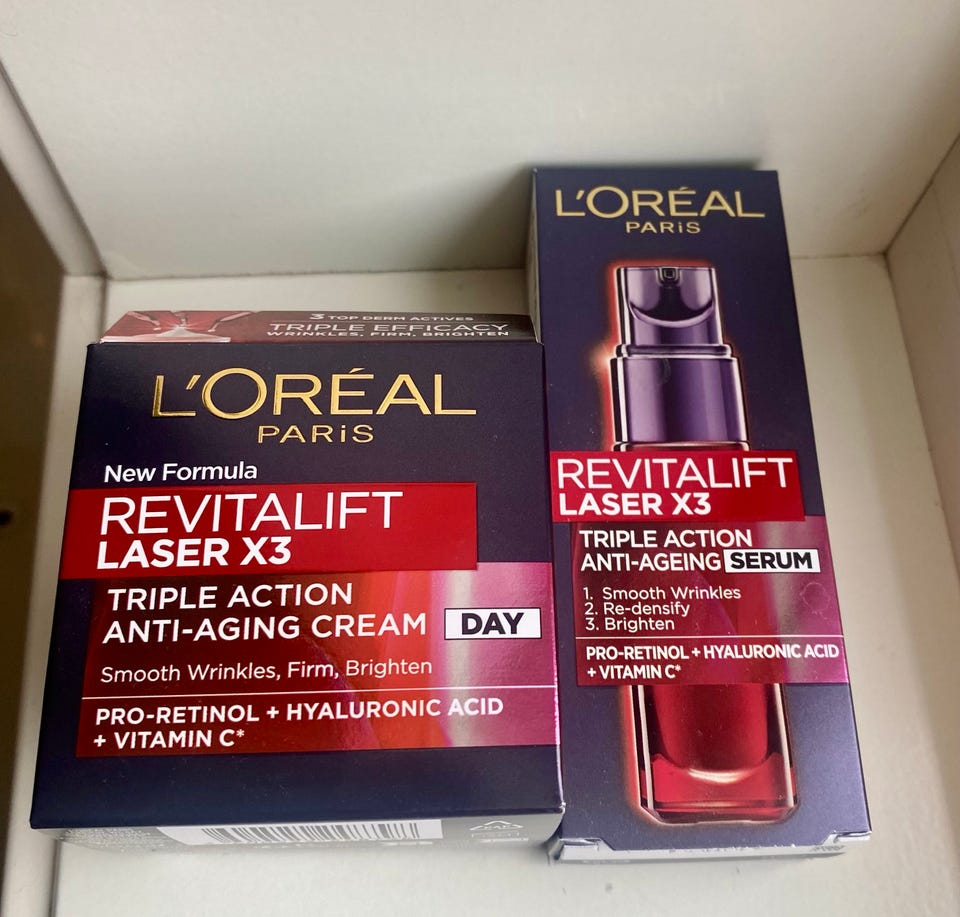 3 TOP DERM ACTIVES
TRIPLE EFFICACY
WRINKLES, FIRM, BRIGHTEN
L'ORÉAL
PARiS
New Formula
REVITALIFT
LASER X3
TRIPLE ACTION
ANTI-AGING CREAM DAY
Smooth Wrinkles, Firm, Brighten
PRO-RETINOL + HYALURONIC ACID
+ VITAMIN C*
L'ORÉAL
PARiS
REVITALIFT
LASER X3
TRIPLE ACTION
ANTI-AGEING SERUM
1. Smooth Wrinkles
2. Re-densify
3. Brighten
PRO-RETINOL + HYALURONIC ACID
+ VITAMIN C*